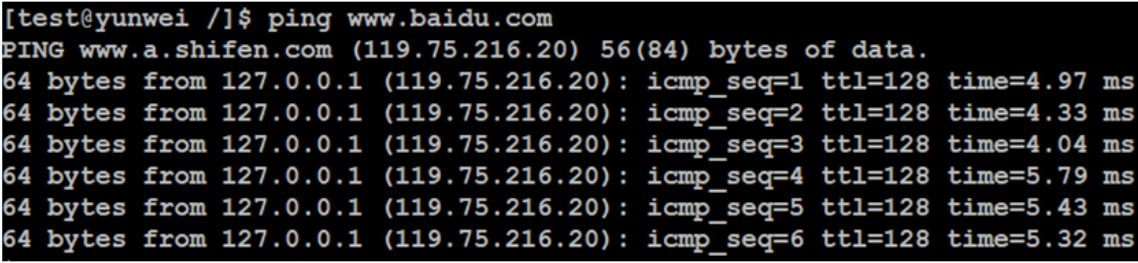 [test@yunwei /]$ ping www.baidu.com
PING www.a.shifen.com (119.75.216.20) 56(84) bytes of data.
64 bytes from 127.0.0.1 (119.75.216.20): icmp_seq=1 ttl=128 time=4.97 ms
64 bytes from 127.0.0.1 (119.75.216.20): icmp_seq=2 ttl=128 time=4.33 ms
64 bytes from 127.0.0.1 (119.75.216.20): icmp_seq=3 ttl=128 time=4.04 ms
64 bytes from 127.0.0.1 (119.75.216.20): icmp_seq=4 ttl=128 time=5.79 ms
64 bytes from 127.0.0.1 (119.75.216.20): icmp_seq=5 ttl=128 time=5.43 ms
64 bytes from 127.0.0.1 (119.75.216.20): icmp_seq=6 ttl=128 time=5.32 ms